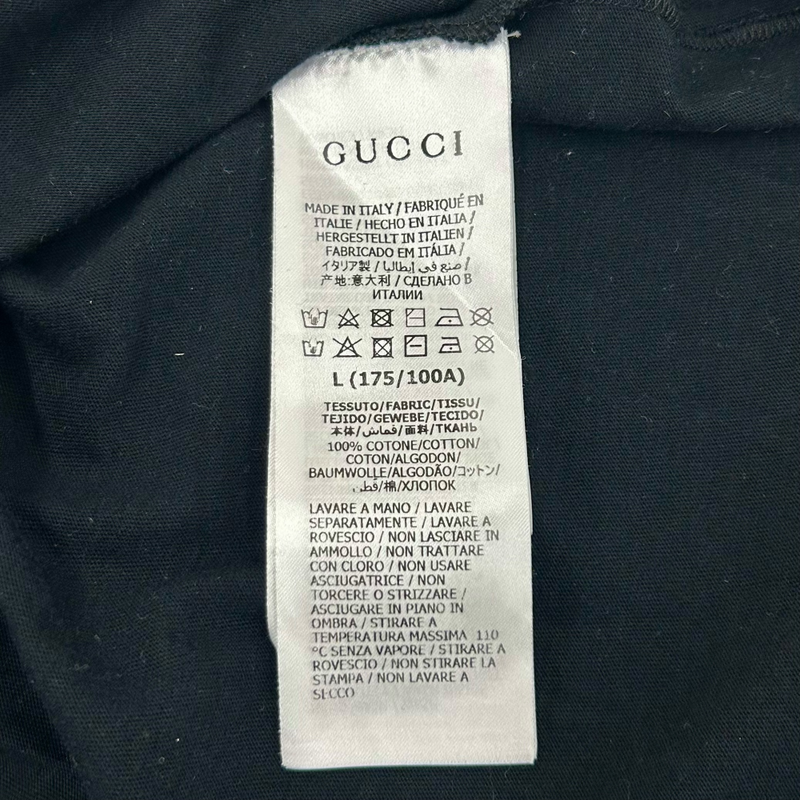 GUCCI
MADE IN ITALY / FABRIQUÉ EN
ITALIE / HECHO EN ITALIA /
HERGESTELLT IN ITALIEN /
FABRICADO EM ITÁLIA /
イタリア製 / صنع في إيطاليا /
产地:意大利 / СДЕЛАНО В
ИТАЛИИ
L (175/100A)
TESSUTO/FABRIC/TISSU/
TEJIDO/GEWEBE/TECIDO/
本体/قماش/面料/ТКАНЬ
100% COTONE/COTTON/
COTON/ALGODON/
BAUMWOLLE/ALGODÃO/コットン/
قطن/棉/ХЛОПОК
LAVARE A MANO / LAVARE
SEPARATAMENTE / LAVARE A
ROVESCIO / NON LASCIARE IN
AMMOLLO / NON TRATTARE
CON CLORO / NON USARE
ASCIUGATRICE / NON
TORCERE O STRIZZARE /
ASCIUGARE IN PIANO IN
OMBRA / STIRARE A
TEMPERATURA MASSIMA 110
°C SENZA VAPORE / STIRARE A
ROVESCIO / NON STIRARE LA
STAMPA / NON LAVARE A
SECCO